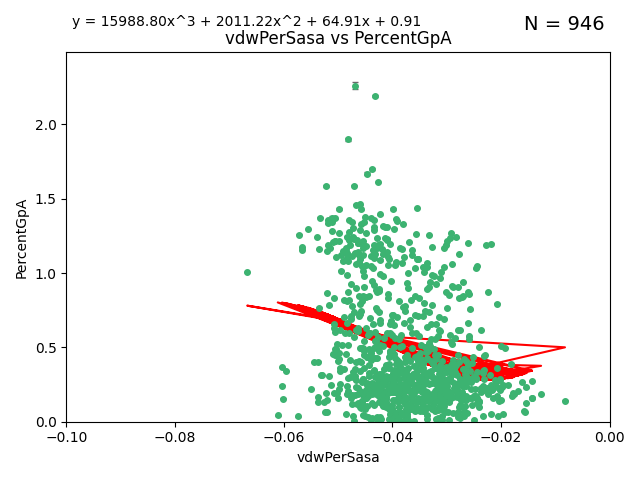 y = 15988.80x^3 + 2011.22x^2 + 64.91x + 0.91
N = 946
vdwPerSasa vs PercentGpA
PercentGpA
2.0
1.5
1.0
0.5
0.0
−0.10
−0.08
−0.06
−0.04
−0.02
0.00
vdwPerSasa